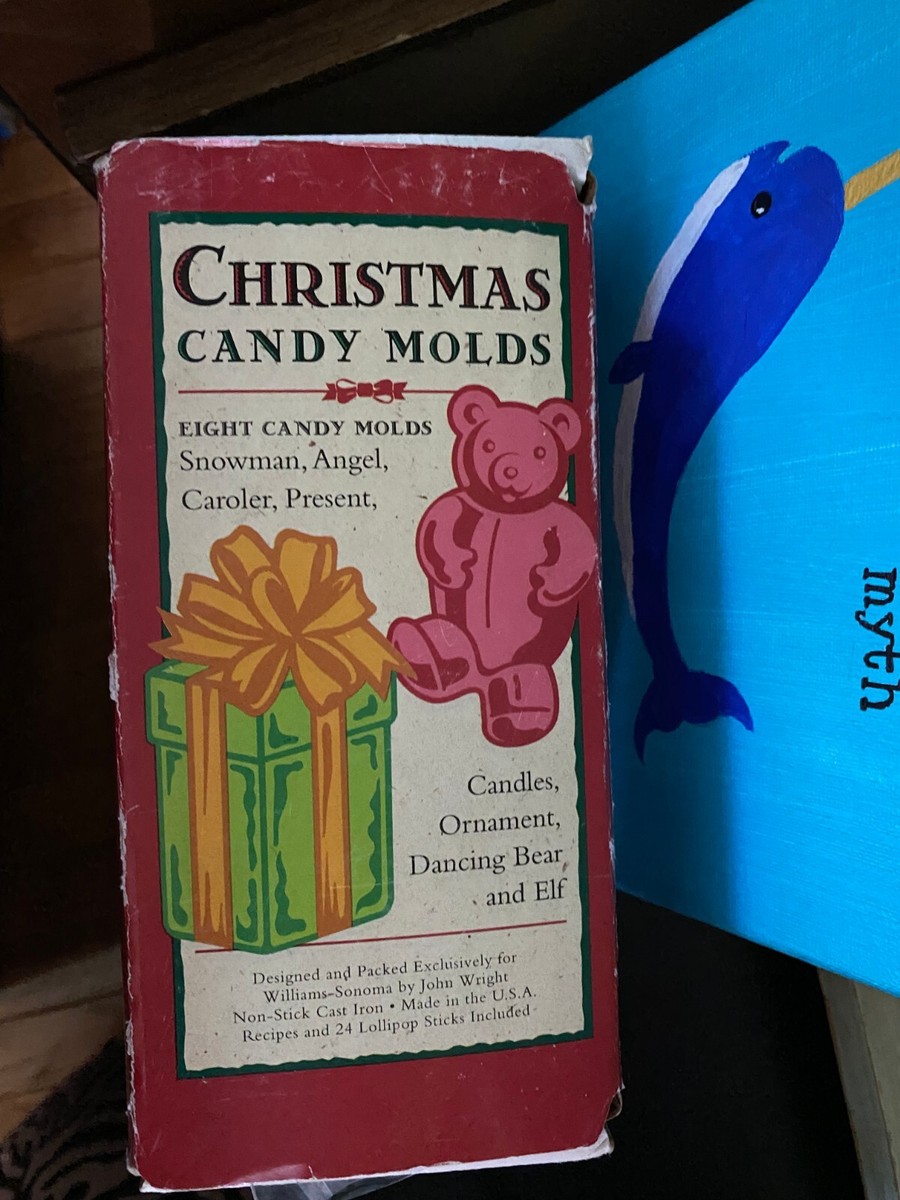 CHRISTMAS
CANDY MOLDS
EIGHT CANDY MOLDS
Snowman, Angel,
Caroler, Present,
Candles,
Ornament,
Dancing Bear
and Elf
Designed and Packed Exclusively for
Williams-Sonoma by John Wright
Non-Stick Cast Iron • Made in the U.S.A.
Recipes and 24 Lollipop Sticks Included
myth